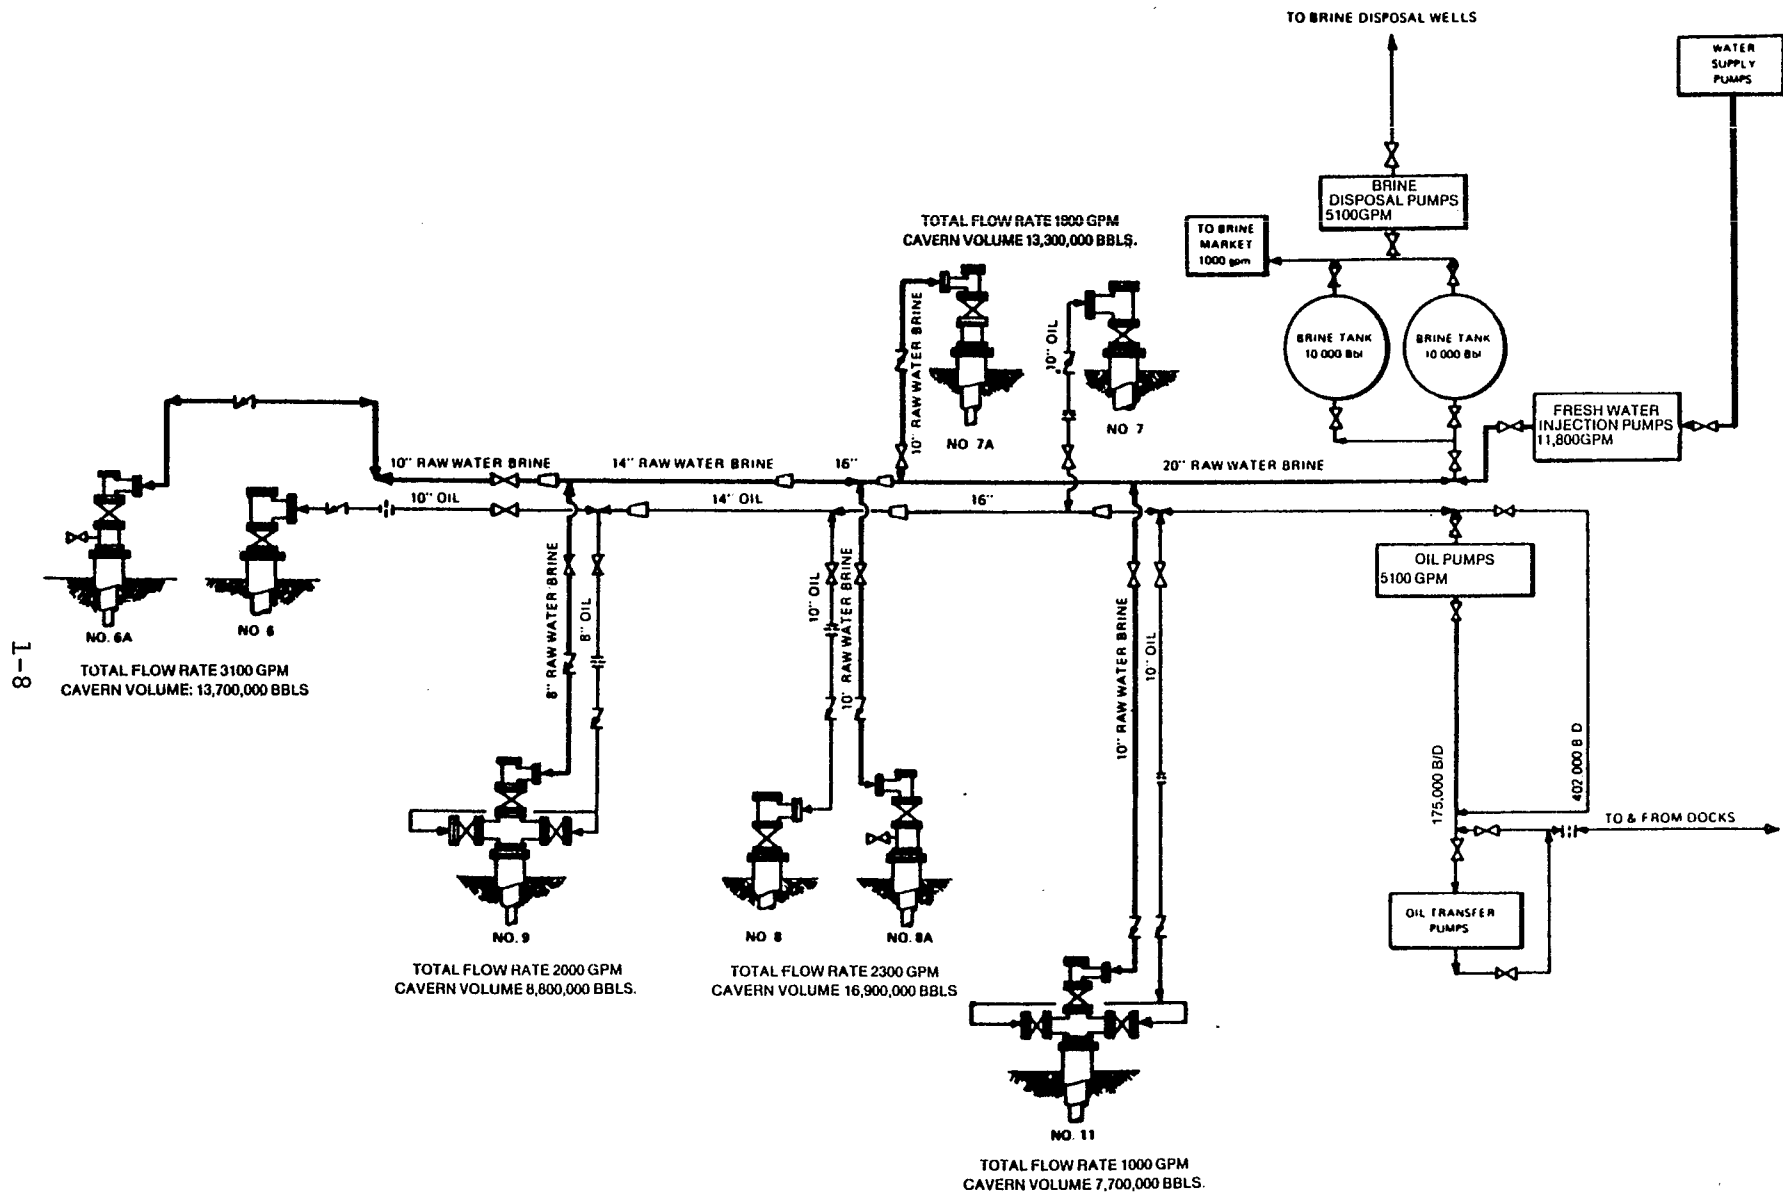 TO BRINE DISPOSAL WELLS
WATER
SUPPLY
PUMPS
BRINE
DISPOSAL PUMPS
5100GPM
TO BRINE
MARKET
1000 gpm
TOTAL FLOW RATE 1800 GPM
CAVERN VOLUME 13,300,000 BBLS.
10" RAW WATER BRINE
10" OIL
BRINE TANK
10 000 Bbl
BRINE TANK
10 000 Bbl
NO 7A
NO 7
FRESH WATER
INJECTION PUMPS
11,800GPM
10" RAW WATER BRINE
14" RAW WATER BRINE
16"
20" RAW WATER BRINE
10" OIL
14" OIL
16"
OIL PUMPS
5100 GPM
8" RAW WATER BRINE
8" OIL
10" OIL
10" RAW WATER BRINE
10" RAW WATER BRINE
10" OIL
NO. 6A
NO 6
TOTAL FLOW RATE 3100 GPM
CAVERN VOLUME: 13,700,000 BBLS
1-8
175,000 B/D
402 000 B D
TO & FROM DOCKS
OIL TRANSFER
PUMPS
NO. 9
NO 8
NO. 8A
TOTAL FLOW RATE 2000 GPM
CAVERN VOLUME 8,800,000 BBLS.
TOTAL FLOW RATE 2300 GPM
CAVERN VOLUME 16,900,000 BBLS
NO. 11
TOTAL FLOW RATE 1000 GPM
CAVERN VOLUME 7,700,000 BBLS.